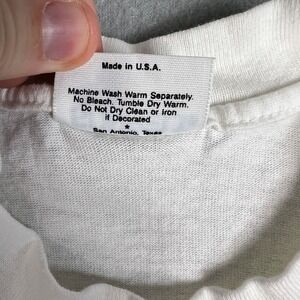 Made in U.S.A.
Machine Wash Warm Separately.
No Bleach. Tumble Dry Warm.
Do Not Dry Clean or Iron
if Decorated
*
San Antonio, Texas